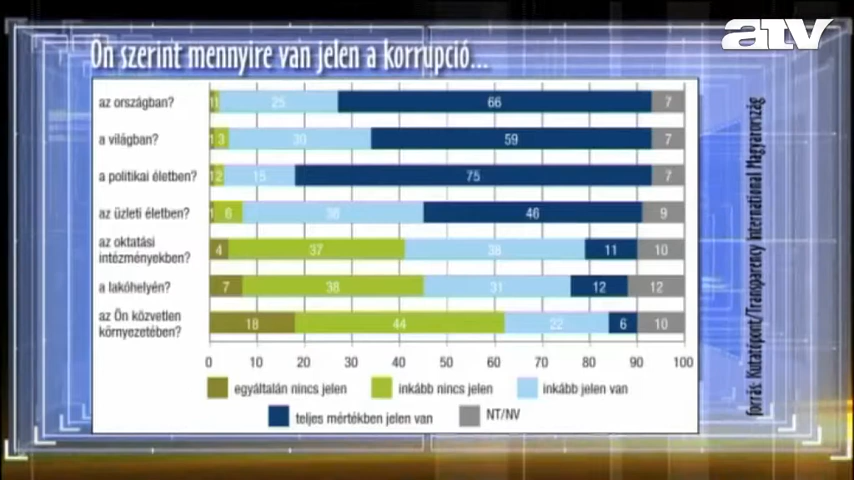 atv
Ön szerint mennyire van jelen a korrupció...
az országban?
1 1 25 66 7
a világban?
1 3 30 59 7
a politikai életben?
1 2 15 75 7
az üzleti életben?
1 6 38 46 9
az oktatási
intézményekben?
4 37 38 11 10
a lakóhelyén?
7 38 31 12 12
az Ön közvetlen
környezetében?
18 44 22 6 10
0 10 20 30 40 50 60 70 80 90 100
egyáltalán nincs jelen inkább nincs jelen inkább jelen van
teljes mértékben jelen van NT/NV
forrás: Kutatópont/Transparency International Magyarország